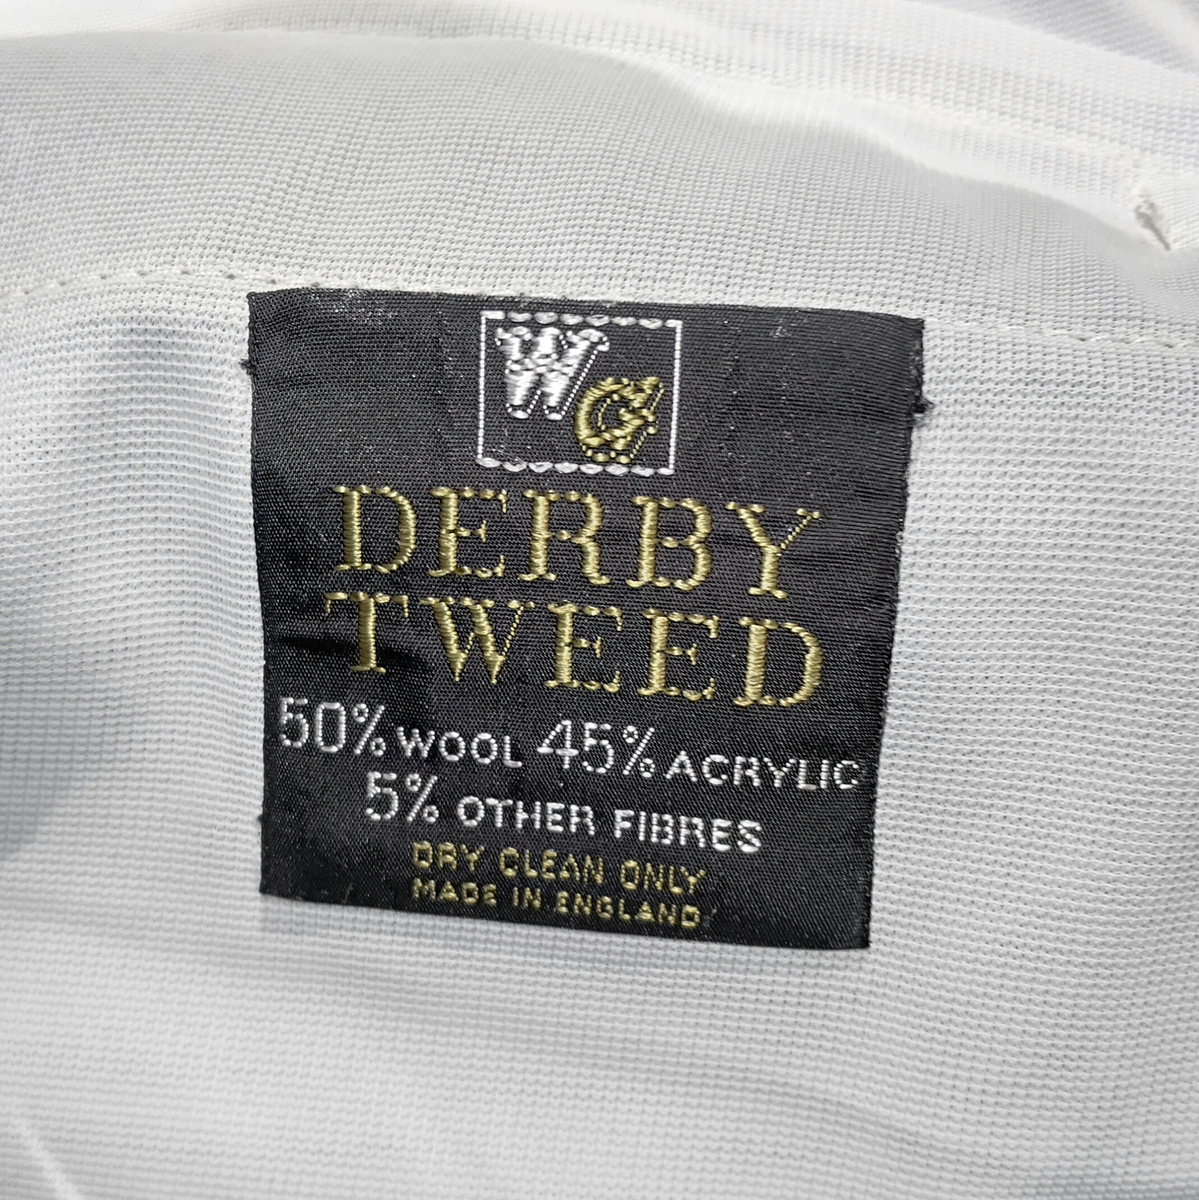 WG
DERBY
TWEED
50% WOOL 45% ACRYLIC
5% OTHER FIBRES
DRY CLEAN ONLY
MADE IN ENGLAND